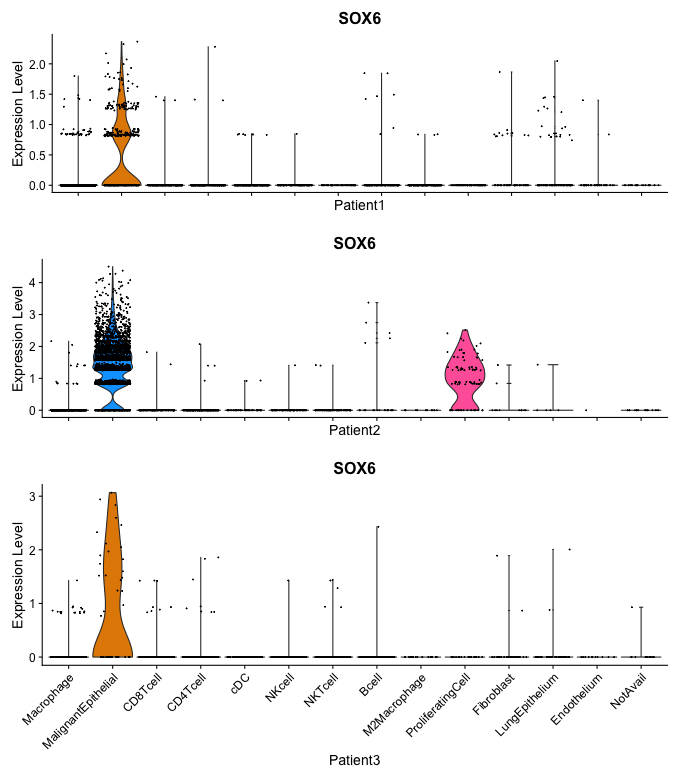 SOX6
Expression Level
2.0
1.5
1.0
0.5
0.0
Patient1
SOX6
Expression Level
4
3
2
1
0
Patient2
SOX6
Expression Level
3
2
1
0
Macrophage
MalignantEpithelial
CD8Tcell
CD4Tcell
cDC
NKcell
NKTcell
Bcell
M2Macrophage
ProliferatingCell
Fibroblast
LungEpithelium
Endothelium
NotAvail
Patient3